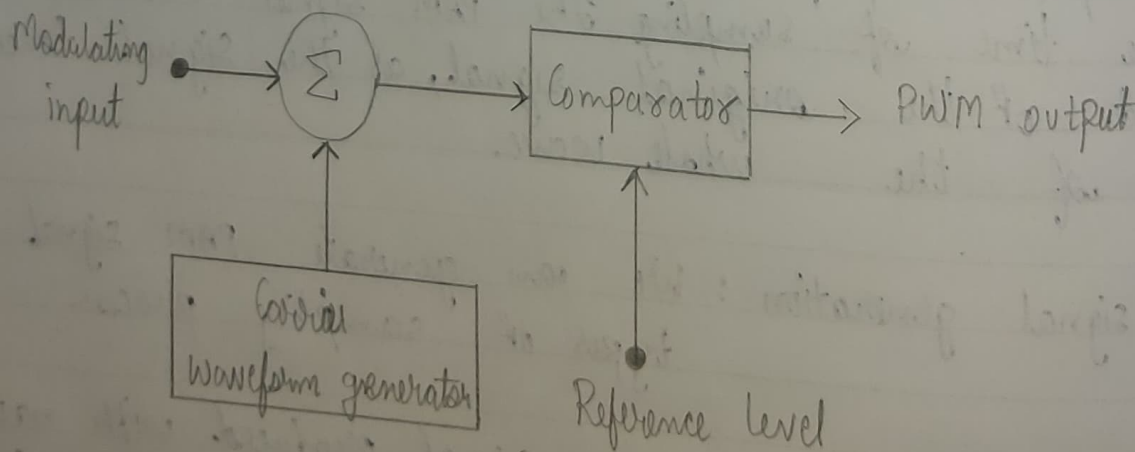 Modulating
input
Σ
Comparator
PWM output
Carrier
waveform generator
Reference level